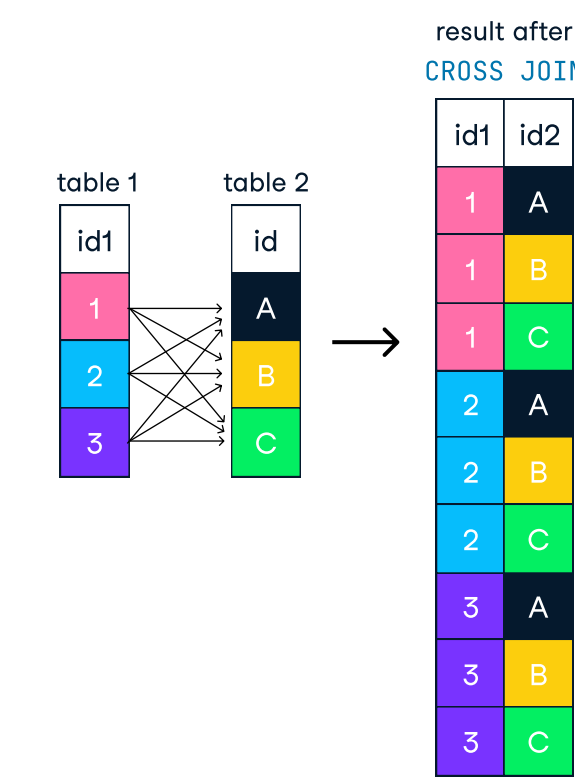 result after
CROSS JOIN
id1 id2
table 1 table 2
id1 id
1 A
2 B
3 C
1 A
1 B
1 C
2 A
2 B
2 C
3 A
3 B
3 C